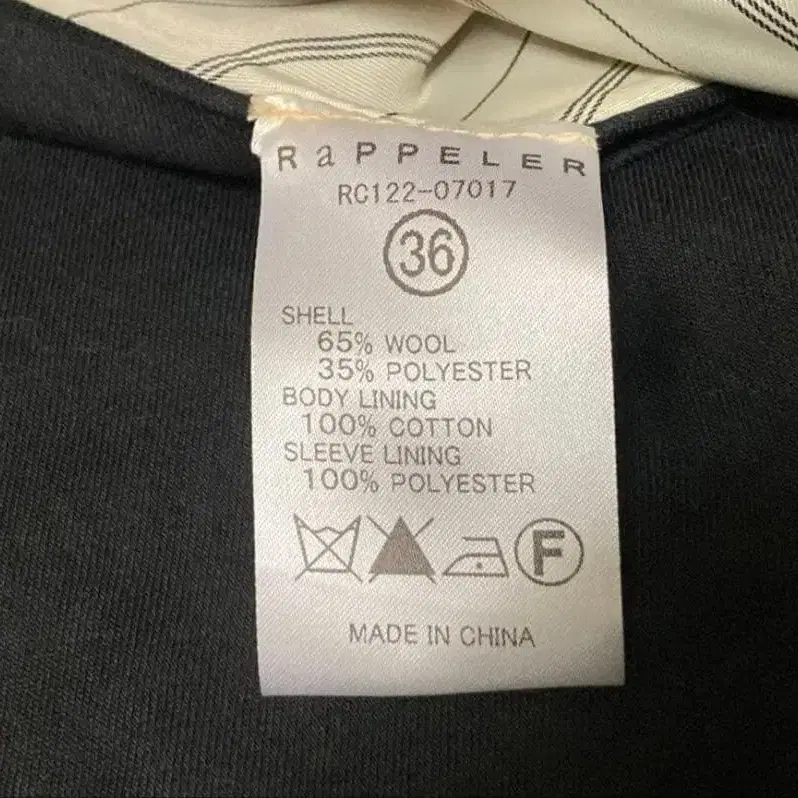 RaPPELER
RC122-07017
36
SHELL
65% WOOL
35% POLYESTER
BODY LINING
100% COTTON
SLEEVE LINING
100% POLYESTER
F
MADE IN CHINA